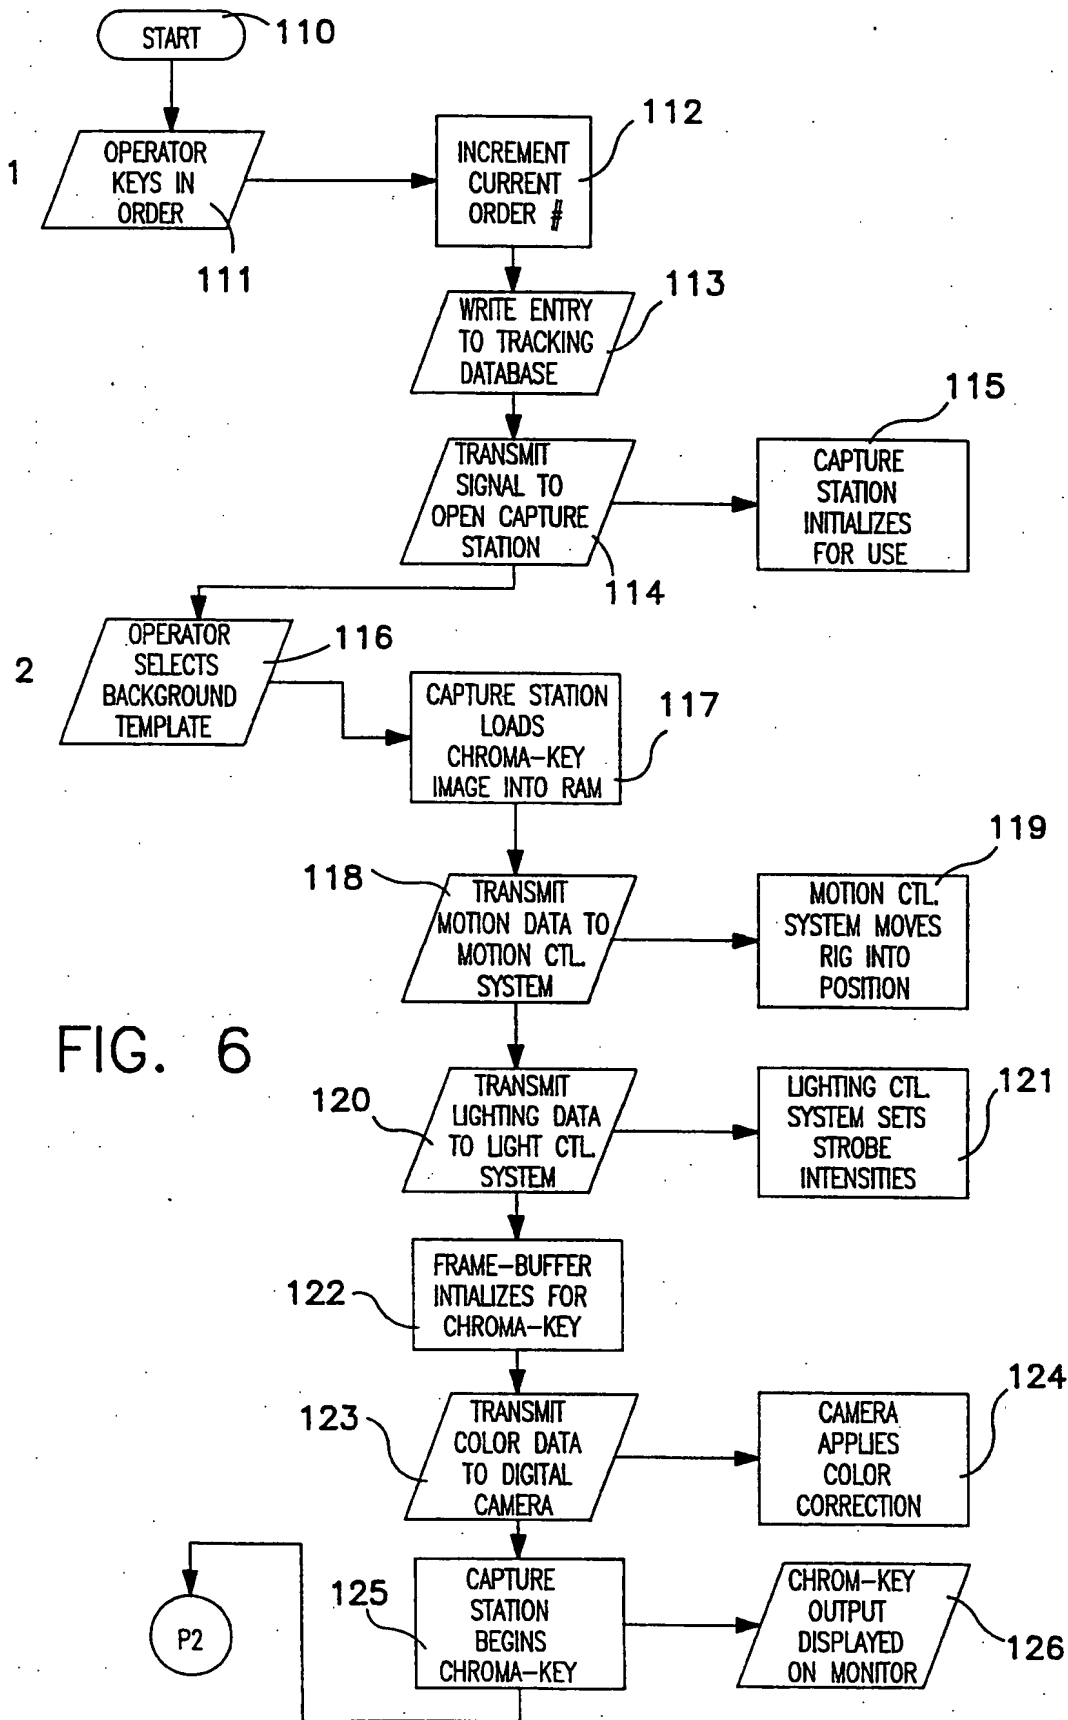 START
110
1
OPERATOR
KEYS IN
ORDER
111
INCREMENT
CURRENT
ORDER #
112
WRITE ENTRY
TO TRACKING
DATABASE
113
TRANSMIT
SIGNAL TO
OPEN CAPTURE
STATION
114
CAPTURE
STATION
INITIALIZES
FOR USE
115
2
OPERATOR
SELECTS
BACKGROUND
TEMPLATE
116
CAPTURE STATION
LOADS
CHROMA-KEY
IMAGE INTO RAM
117
118
TRANSMIT
MOTION DATA TO
MOTION CTL.
SYSTEM
MOTION CTL.
SYSTEM MOVES
RIG INTO
POSITION
119
FIG. 6
120
TRANSMIT
LIGHTING DATA
TO LIGHT CTL.
SYSTEM
LIGHTING CTL.
SYSTEM SETS
STROBE
INTENSITIES
121
122
FRAME-BUFFER
INTIALIZES FOR
CHROMA-KEY
123
TRANSMIT
COLOR DATA
TO DIGITAL
CAMERA
CAMERA
APPLIES
COLOR
CORRECTION
124
P2
125
CAPTURE
STATION
BEGINS
CHROMA-KEY
CHROM-KEY
OUTPUT
DISPLAYED
ON MONITOR
126